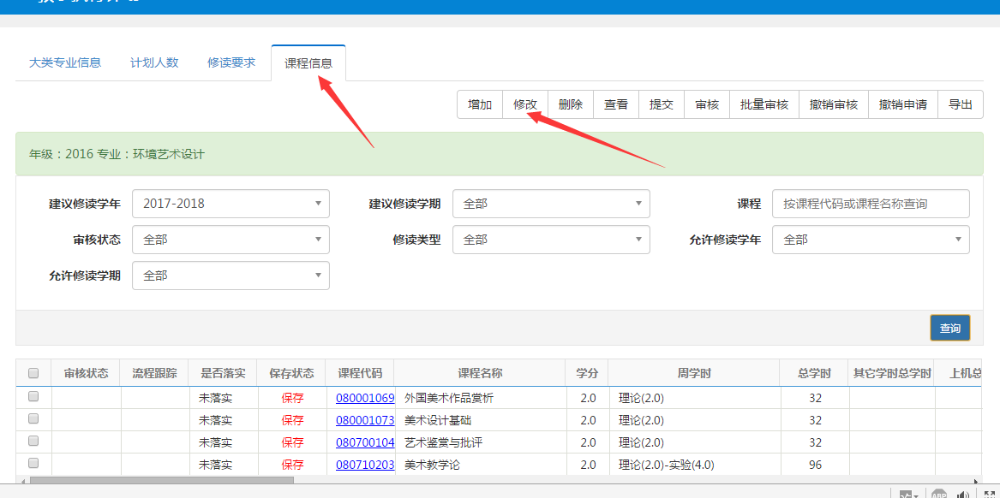 大类专业信息 计划人数 修读要求 课程信息
增加 修改 删除 查看 提交 审核 批量审核 撤销审核 撤销申请 导出
年级：2016 专业：环境艺术设计
建议修读学年 2017-2018 建议修读学期 全部 课程 按课程代码或课程名称查询
审核状态 全部 修读类型 全部 允许修读学年 全部
允许修读学期 全部
查询
审核状态 流程跟踪 是否落实 保存状态 课程代码 课程名称 学分 周学时 总学时 其它学时总学时 上机总
未落实 保存 080001069 外国美术作品赏析 2.0 理论(2.0) 32
未落实 保存 080001073 美术设计基础 2.0 理论(2.0) 32
未落实 保存 080700104 艺术鉴赏与批评 2.0 理论(2.0) 32
未落实 保存 080710203 美术教学论 2.0 理论(2.0)-实验(4.0) 96
ABP